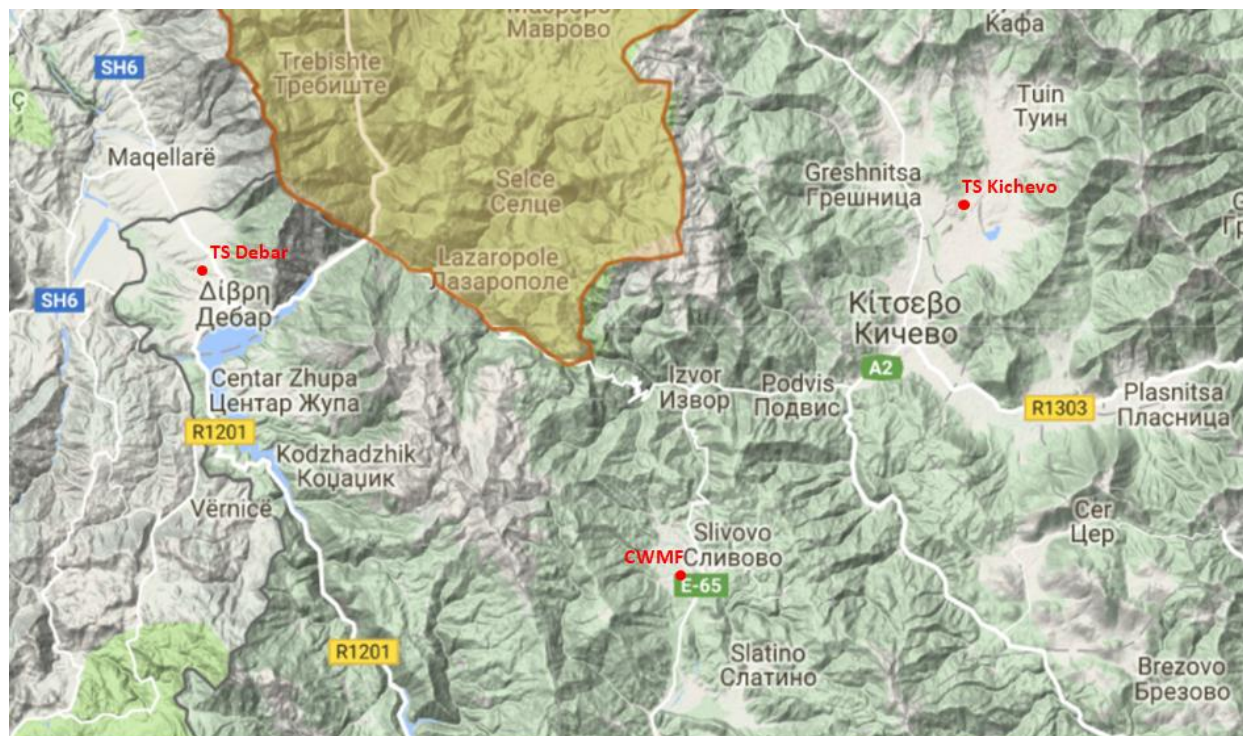 Маврово
Кафа
SH6
Trebishte
Требиште
Tuin
Туин
Maqellarë
Greshnitsa
Грешница
TS Kichevo
Selce
Селце
TS Debar
Lazaropole
Лазарополе
SH6
Δίβρη
Дебар
Κίτσεβο
Кичево
A2
Centar Zhupa
Центар Жупа
Izvor
Извор
Podvis
Подвис
Plasnitsa
Пласница
R1303
R1201
Kodzhadzhik
Коџаџик
Vërnicë
Cer
Цер
Slivovo
Сливово
CWMF
E-65
R1201
Slatino
Слатино
Brezovo
Брезово